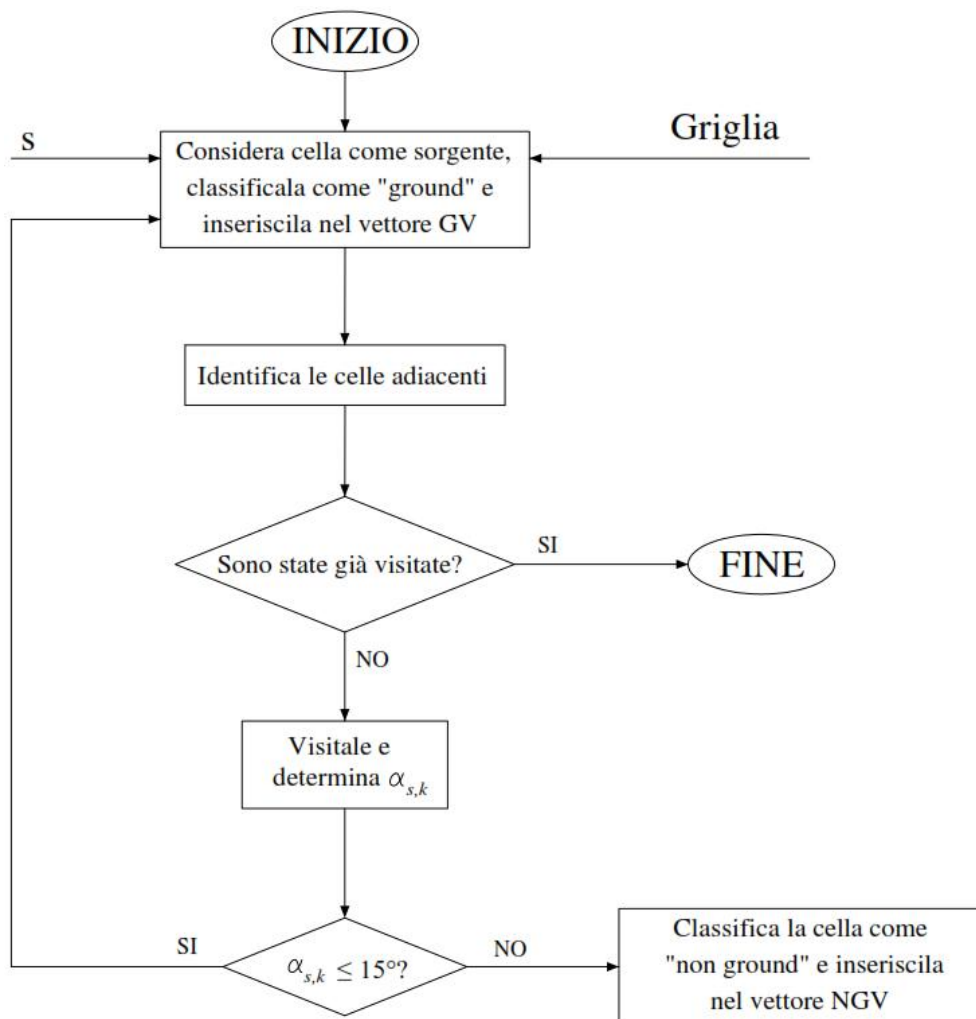 INIZIO
S
Griglia
Considera cella come sorgente,
classificala come "ground" e
inseriscila nel vettore GV
Identifica le celle adiacenti
Sono state già visitate?
SI
FINE
NO
Visitale e
determina α_{s,k}
SI
α_{s,k} ≤ 15°?
NO
Classifica la cella come
"non ground" e inseriscila
nel vettore NGV